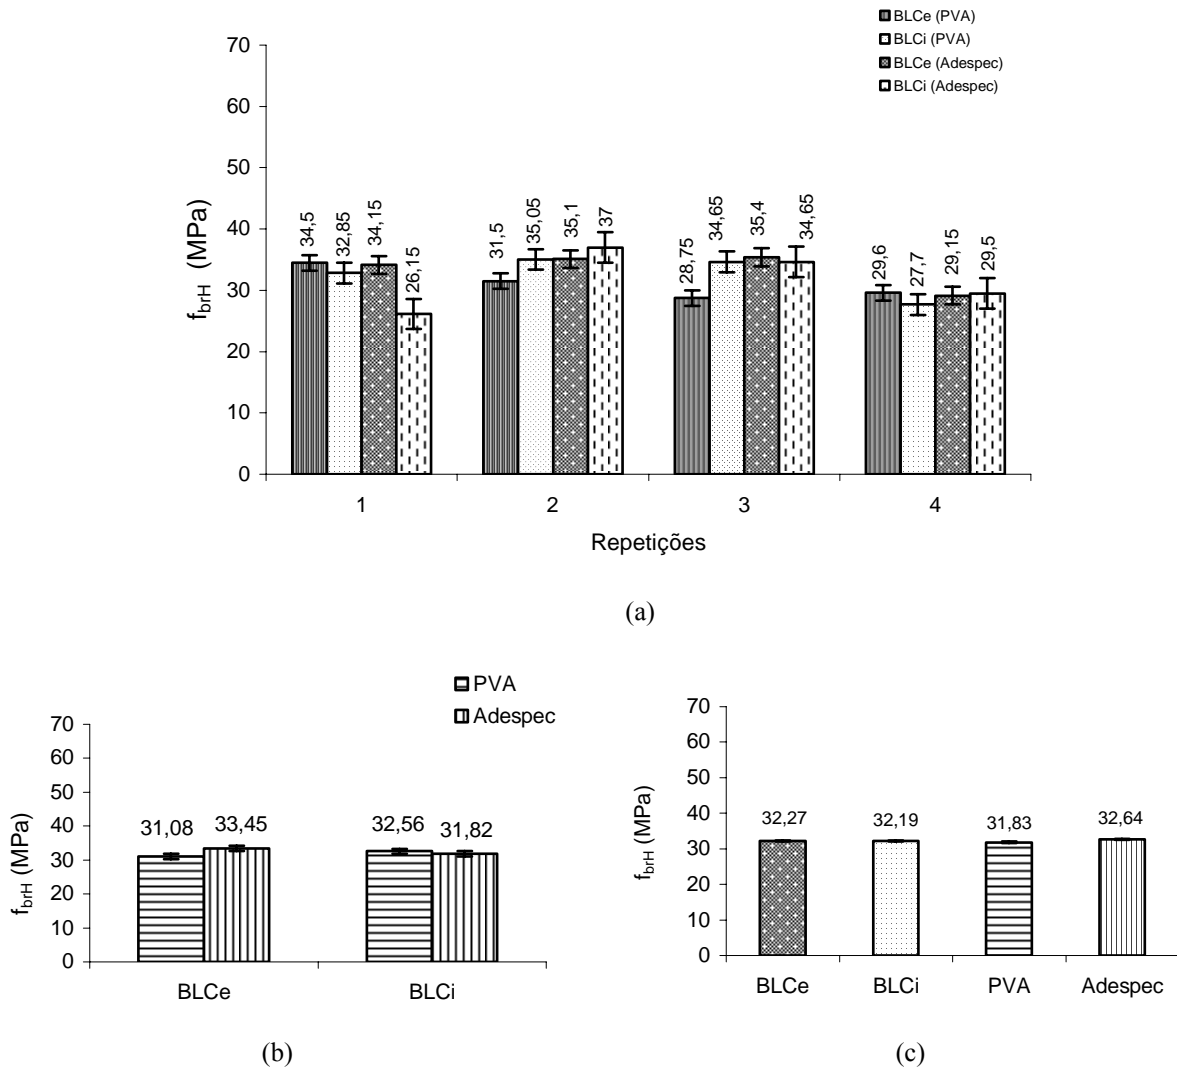 BLCe (PVA)
BLCi (PVA)
BLCe (Adespec)
BLCi (Adespec)
70
60
50
40
30
20
10
0
f_brH (MPa)
34,5
32,85
34,15
26,15
31,5
35,05
35,1
37
28,75
34,65
35,4
34,65
29,6
27,7
29,15
29,5
1 2 3 4
Repetições
(a)
PVA
Adespec
70
60
50
40
30
20
10
0
f_brH (MPa)
31,08 33,45 32,56 31,82
BLCe BLCi
(b)
70
60
50
40
30
20
10
0
f_brH (MPa)
32,27 32,19 31,83 32,64
BLCe BLCi PVA Adespec
(c)